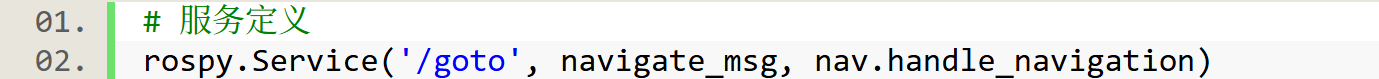 01. # 服务定义
02. rospy.Service('/goto', navigate_msg, nav.handle_navigation)